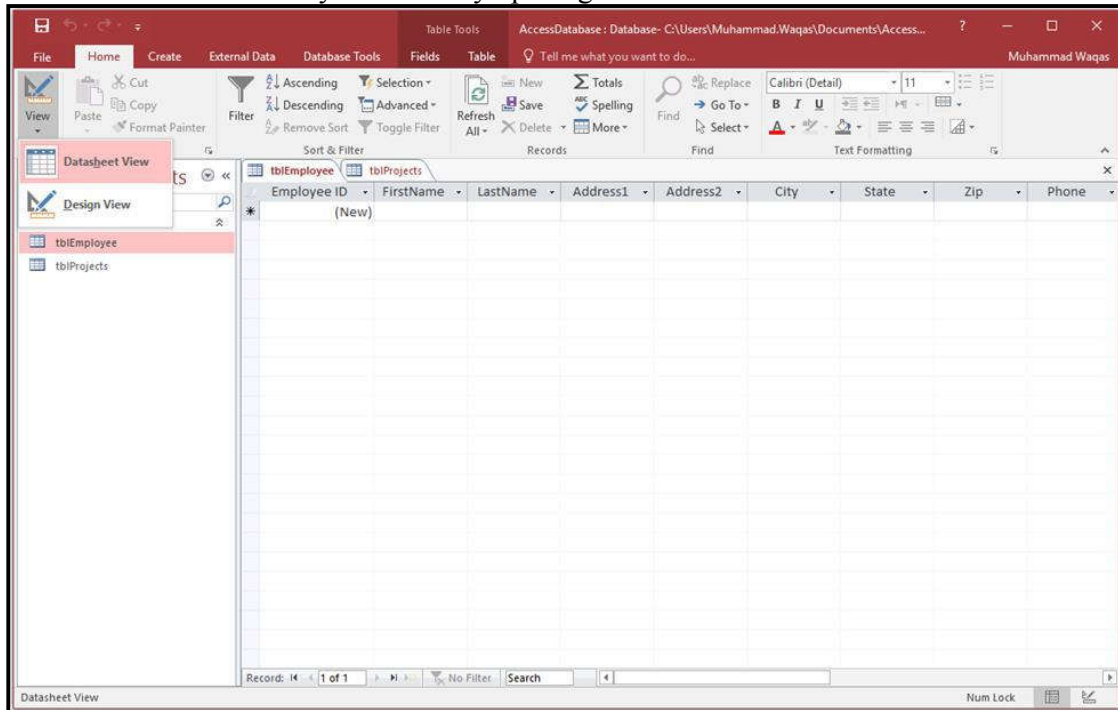 Table Tools AccessDatabase : Database- C:\Users\Muhammad.Waqas\Documents\Access... ?
File Home Create External Data Database Tools Fields Table Tell me what you want to do... Muhammad Waqas
View
Paste
Cut
Copy
Format Painter
Filter
Ascending
Descending
Remove Sort
Selection
Advanced
Toggle Filter
Sort & Filter
Refresh
All
New
Save
Delete
Totals
Spelling
More
Records
Find
Replace
Go To
Select
Find
Calibri (Detail) 11
B I U
A
Text Formatting
Datasheet View
Design View
ts
tblEmployee
tblProjects
tblEmployee tblProjects
Employee ID FirstName LastName Address1 Address2 City State Zip Phone
(New)
Record: 1 of 1 No Filter Search
Datasheet View Num Lock